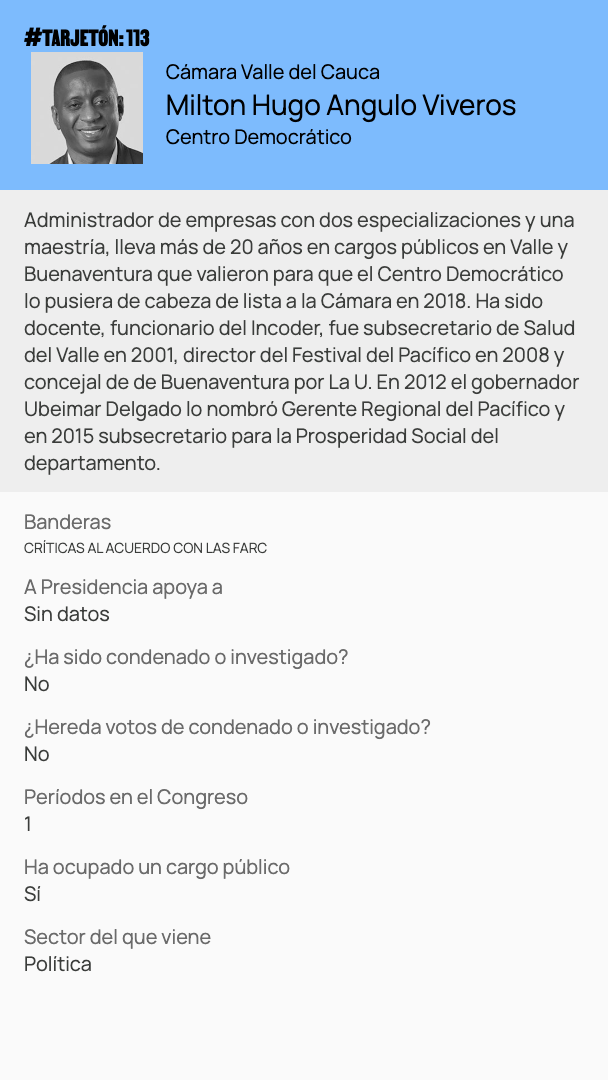 #TARJETÓN: 113
Cámara Valle del Cauca
Milton Hugo Angulo Viveros
Centro Democrático
Administrador de empresas con dos especializaciones y una
maestría, lleva más de 20 años en cargos públicos en Valle y
Buenaventura que valieron para que el Centro Democrático
lo pusiera de cabeza de lista a la Cámara en 2018. Ha sido
docente, funcionario del Incoder, fue subsecretario de Salud
del Valle en 2001, director del Festival del Pacífico en 2008 y
concejal de de Buenaventura por La U. En 2012 el gobernador
Ubeimar Delgado lo nombró Gerente Regional del Pacífico y
en 2015 subsecretario para la Prosperidad Social del
departamento.
Banderas
CRÍTICAS AL ACUERDO CON LAS FARC
A Presidencia apoya a
Sin datos
¿Ha sido condenado o investigado?
No
¿Hereda votos de condenado o investigado?
No
Períodos en el Congreso
1
Ha ocupado un cargo público
Sí
Sector del que viene
Política